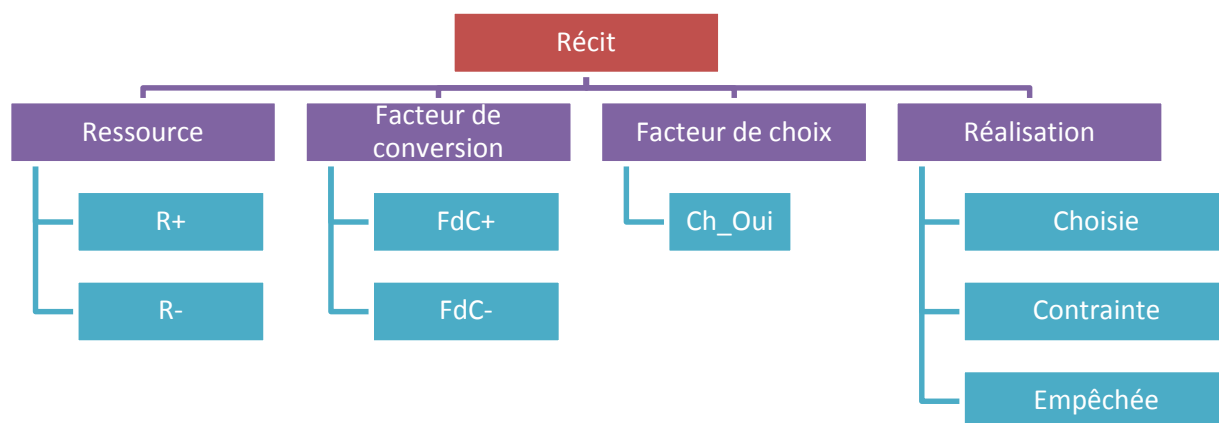 Récit
Ressource
Facteur de
conversion
Facteur de choix
Réalisation
R+
FdC+
Ch_Oui
Choisie
R-
FdC-
Contrainte
Empêchée